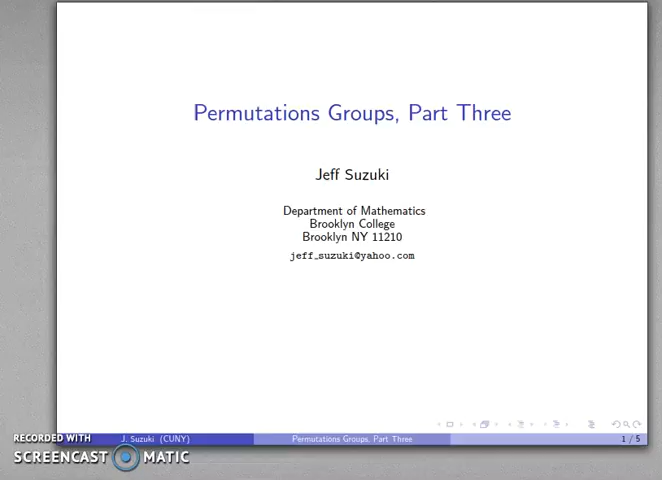 Permutations Groups, Part Three
Jeff Suzuki
Department of Mathematics
Brooklyn College
Brooklyn NY 11210
jeff_suzuki@yahoo.com
J. Suzuki (CUNY)
Permutations Groups, Part Three
1 / 5
RECORDED WITH
SCREENCAST MATIC